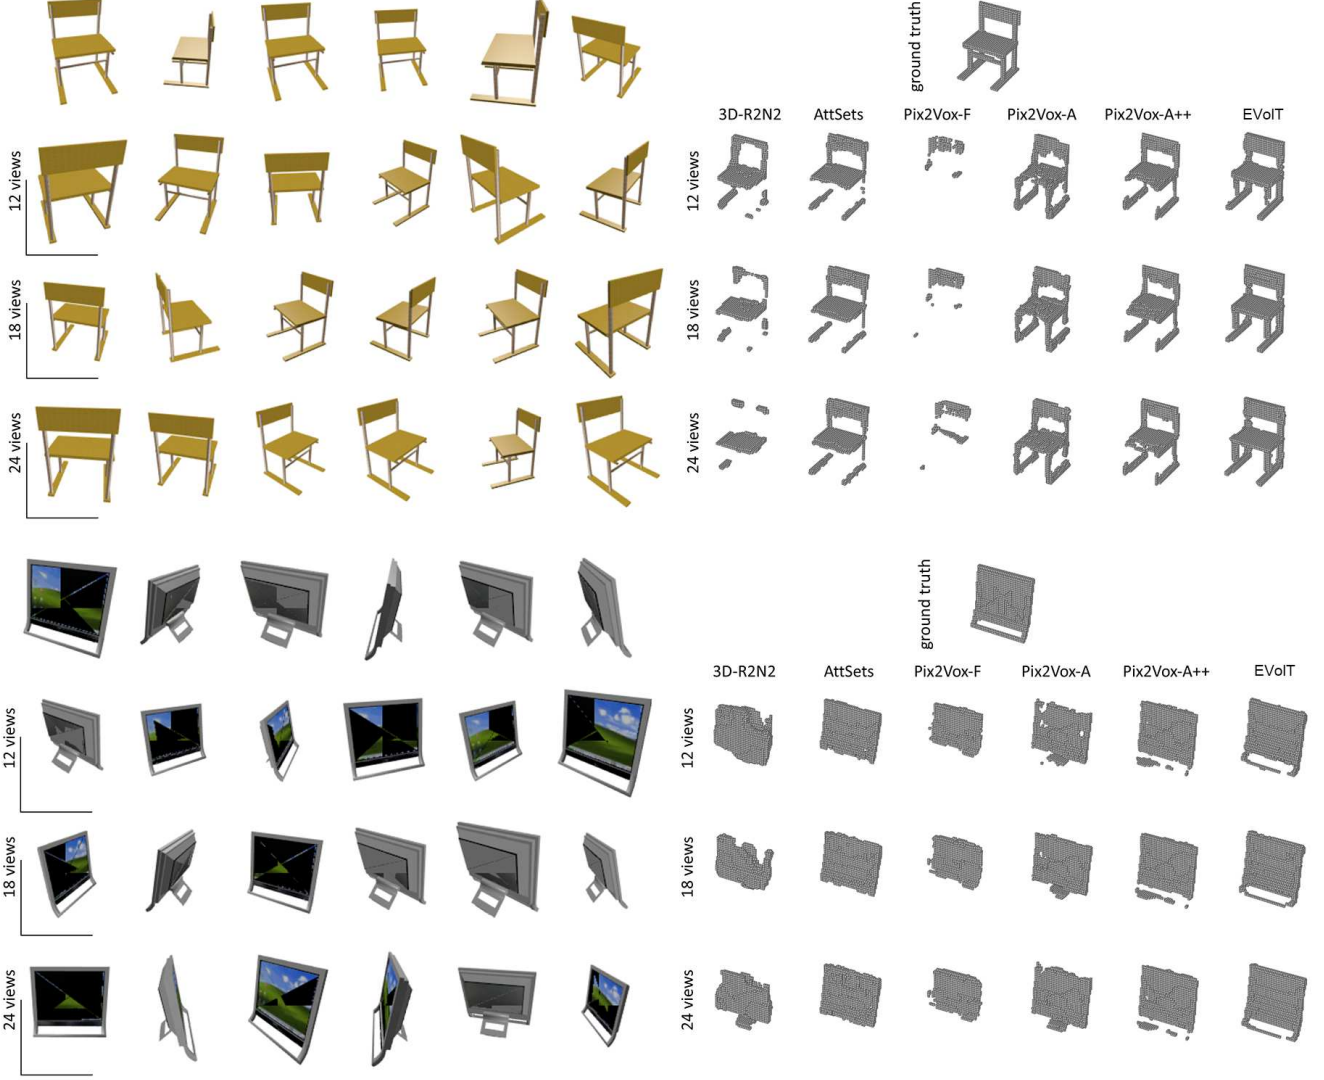 ground truth
3D-R2N2 AttSets Pix2Vox-F Pix2Vox-A Pix2Vox-A++ EVolT
12 views 12 views
18 views 18 views
24 views 24 views
ground truth
3D-R2N2 AttSets Pix2Vox-F Pix2Vox-A Pix2Vox-A++ EVolT
12 views 12 views
18 views 18 views
24 views 24 views